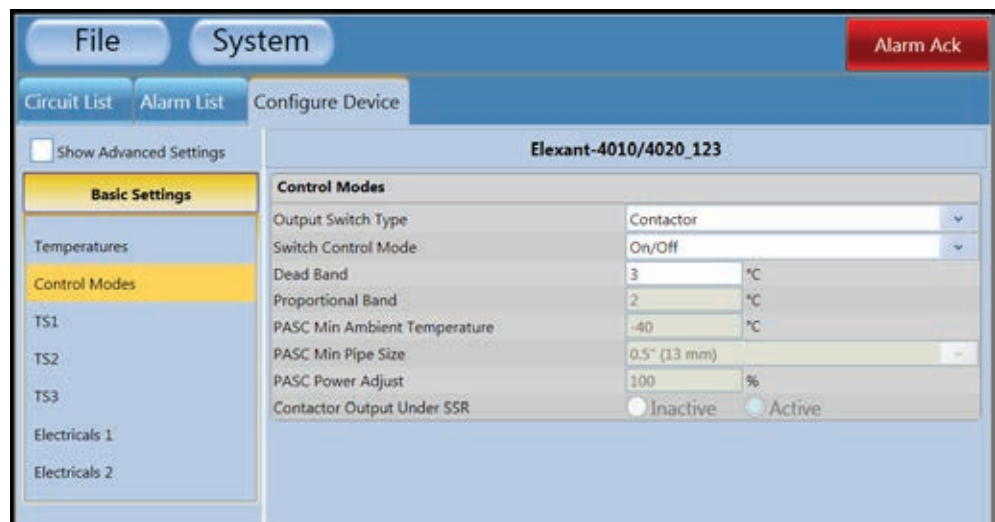 File System Alarm Ack
Circuit List Alarm List Configure Device
Show Advanced Settings
Basic Settings
Temperatures
Control Modes
TS1
TS2
TS3
Electricals 1
Electricals 2
Elexant-4010/4020_123
Control Modes
Output Switch Type Contactor
Switch Control Mode On/Off
Dead Band 3 °C
Proportional Band 2 °C
PASC Min Ambient Temperature -40 °C
PASC Min Pipe Size 0.5" (13 mm)
PASC Power Adjust 100 %
Contactor Output Under SSR Inactive Active